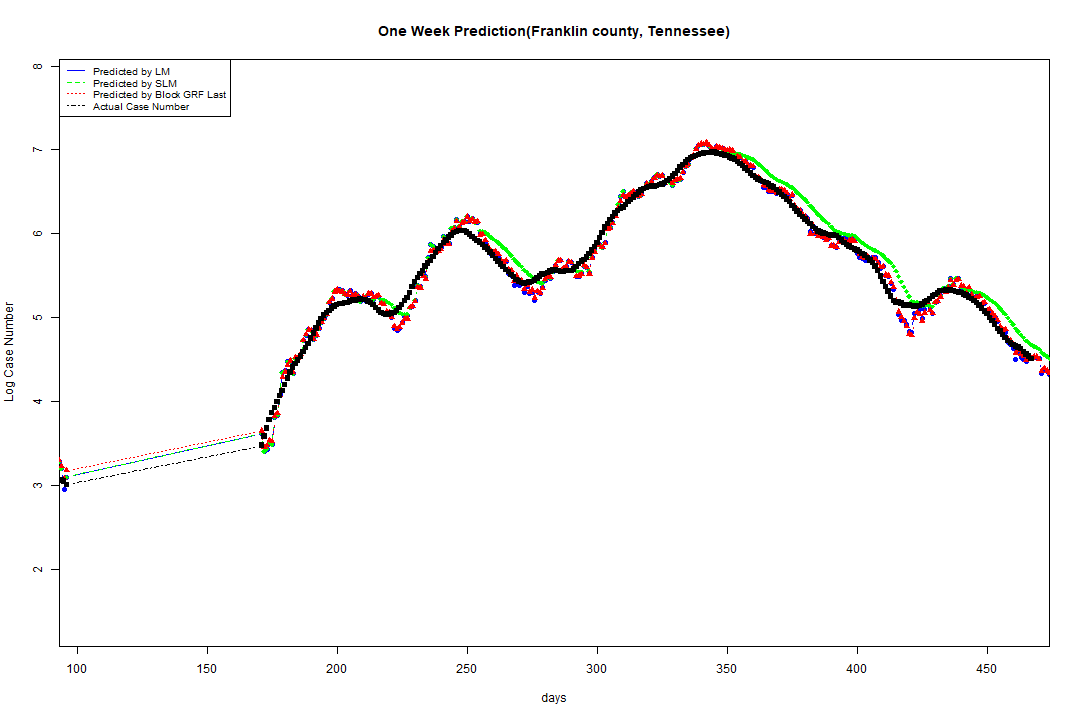 One Week Prediction(Franklin county, Tennessee)
Predicted by LM
Predicted by SLM
Predicted by Block GRF Last
Actual Case Number
8
7
6
5
4
3
2
Log Case Number
100 150 200 250 300 350 400 450
days